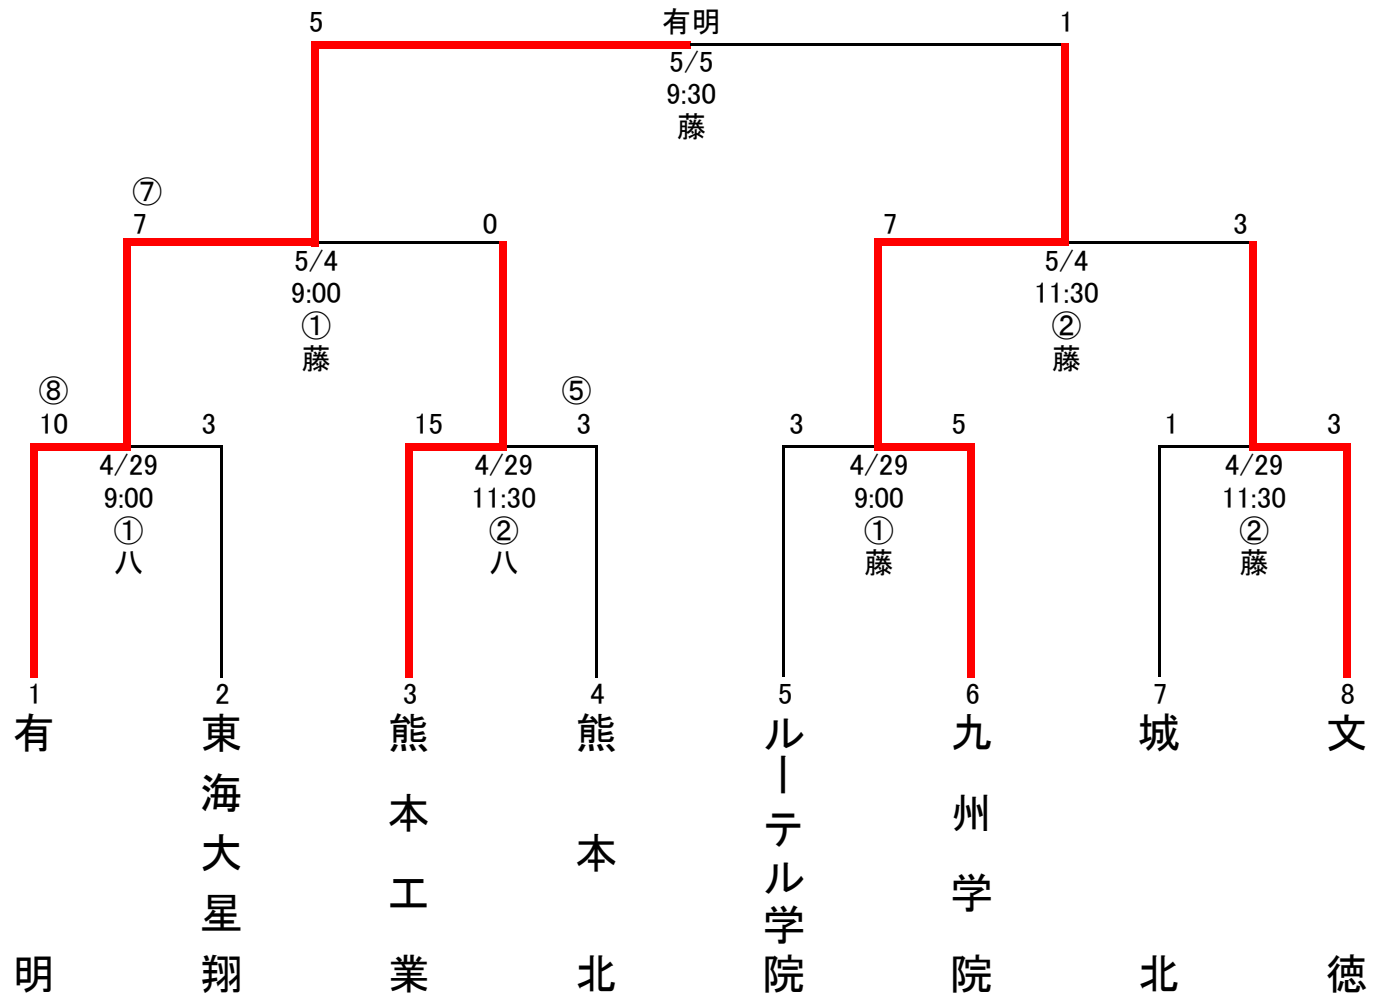 5 有明 1
5/5
9:30
藤
⑦
7 0 7 3
5/4 5/4
9:00 11:30
① ②
藤 藤
⑧ ⑤
10 3 15 3 3 5 1 3
4/29 4/29 4/29 4/29
9:00 11:30 9:00 11:30
① ② ① ②
八 八 藤 藤
1 2 3 4 5 6 7 8
有明
東海大星翔
熊本工業
熊本北
ルーテル学院
九州学院
城北
文徳